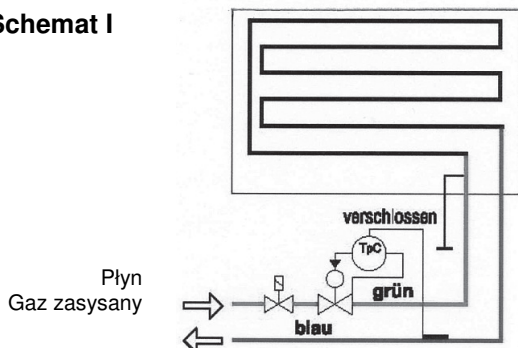 Schemat I
verschlossen
TpC
grün
Płyn
Gaz zasysany
blau